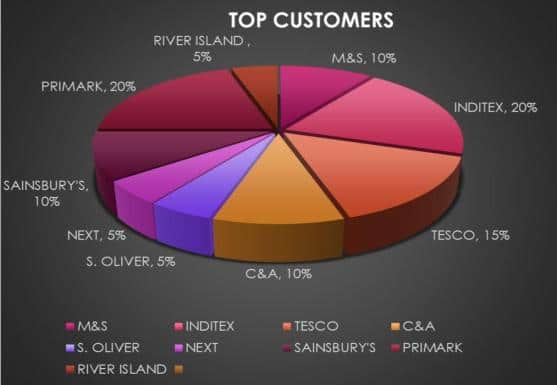 TOP CUSTOMERS
RIVER ISLAND ,
5%
M&S, 10%
PRIMARK, 20%
INDITEX, 20%
SAINSBURY'S,
10%
TESCO, 15%
NEXT, 5%
S. OLIVER, 5%
C&A, 10%
M&S INDITEX TESCO C&A
S. OLIVER NEXT SAINSBURY'S PRIMARK
RIVER ISLAND